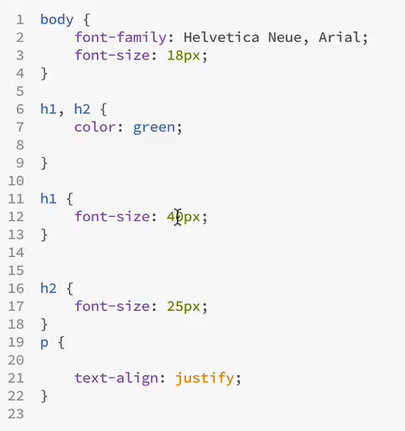 1 body {
2 font-family: Helvetica Neue, Arial;
3 font-size: 18px;
4 }
5
6 h1, h2 {
7 color: green;
8
9 }
10
11 h1 {
12 font-size: 40px;
13 }
14
15
16 h2 {
17 font-size: 25px;
18 }
19 p {
20
21 text-align: justify;
22 }
23